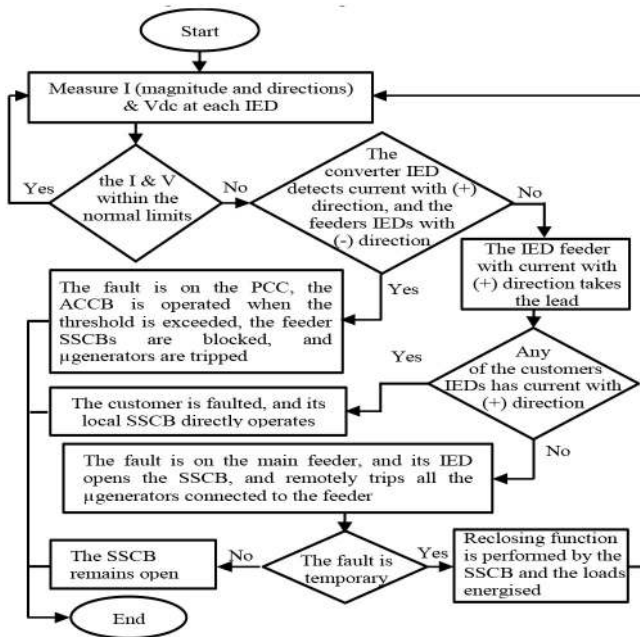 Start
Measure I (magnitude and directions)
& Vdc at each IED
the I & V
within the
normal limits
Yes
No
The
converter IED
detects current with (+)
direction, and the
feeders IEDs with
(-) direction
No
Yes
The IED feeder
with current with
(+) direction takes
the lead
The fault is on the PCC, the
ACCB is operated when the
threshold is exceeded, the feeder
SSCBs are blocked, and
µgenerators are tripped
Any
of the customers
IEDs has current with
(+) direction
Yes
No
The customer is faulted, and its
local SSCB directly operates
The fault is on the main feeder, and its IED
opens the SSCB, and remotely trips all the
µgenerators connected to the feeder
The fault is
temporary
No
Yes
The SSCB
remains open
Reclosing function
is performed by the
SSCB and the loads
energised
End